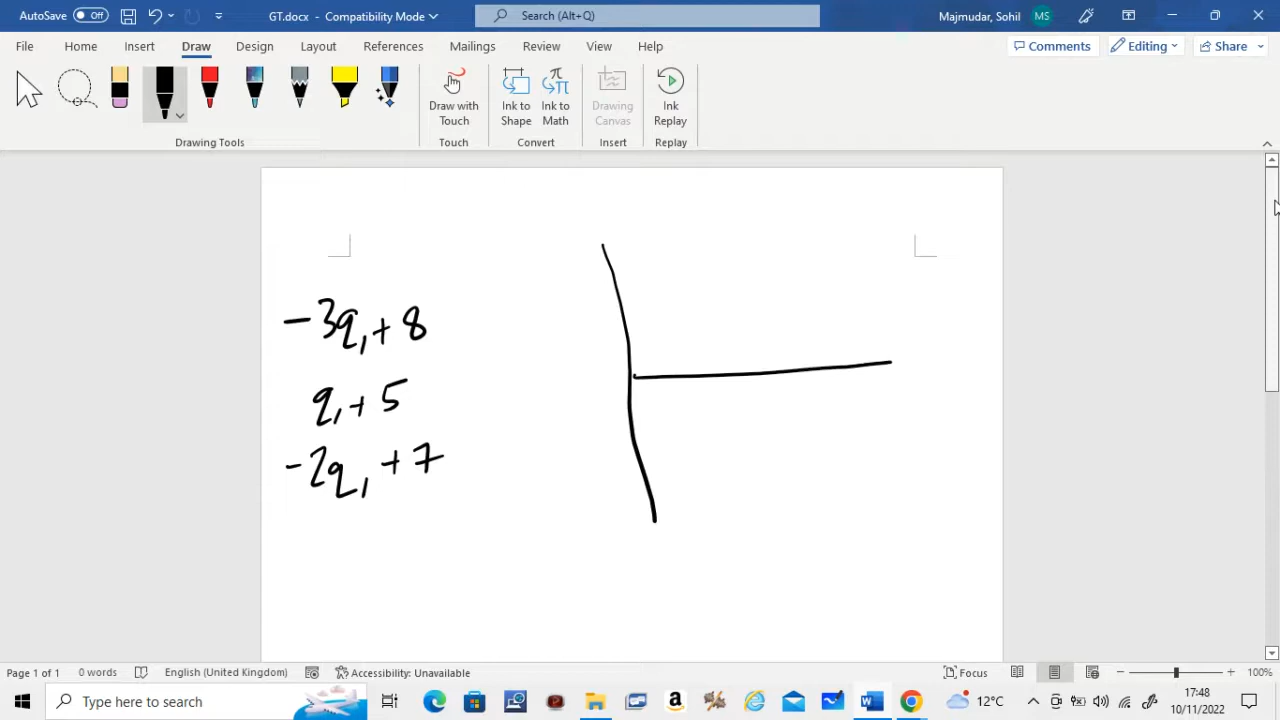 AutoSave Off GT.docx - Compatibility Mode Search (Alt+Q) Majmudar, Sohil MS
File Home Insert Draw Design Layout References Mailings Review View Help Comments Editing Share
Draw with Touch
Ink to Shape
Ink to Math
Drawing Canvas
Ink Replay
Drawing Tools Touch Convert Insert Replay
-3q₁ + 8
q₁ + 5
-2q₁ + 7
Page 1 of 1 0 words English (United Kingdom) Accessibility: Unavailable Focus 100%
Type here to search 12°C 17:48
10/11/2022